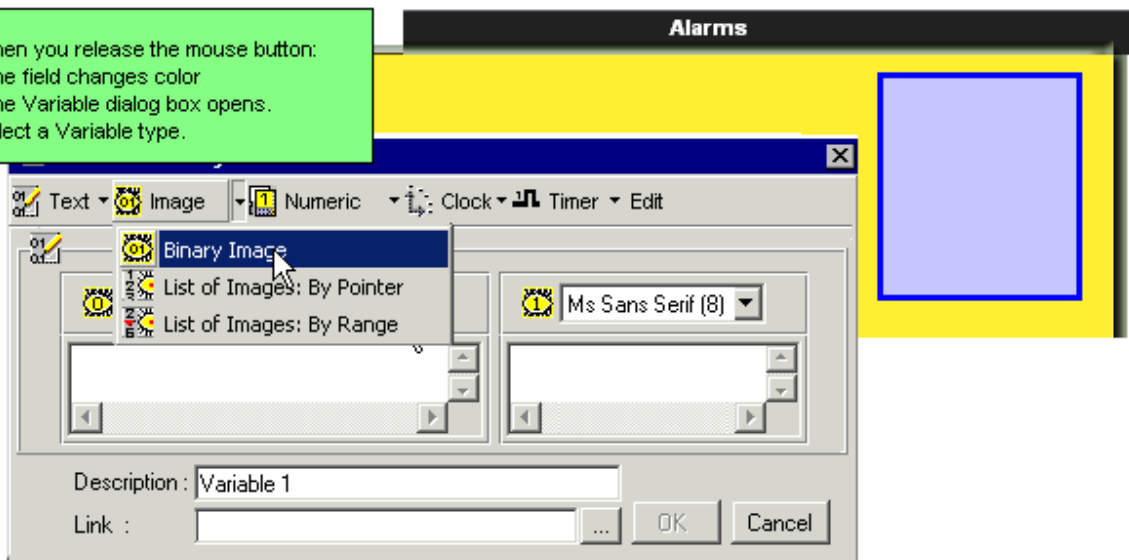 Alarms
hen you release the mouse button:
he field changes color
he Variable dialog box opens.
lect a Variable type.
Text Image Numeric Clock Timer Edit
Binary Image
List of Images: By Pointer
List of Images: By Range
Ms Sans Serif (8)
Description : Variable 1
Link : ... OK Cancel